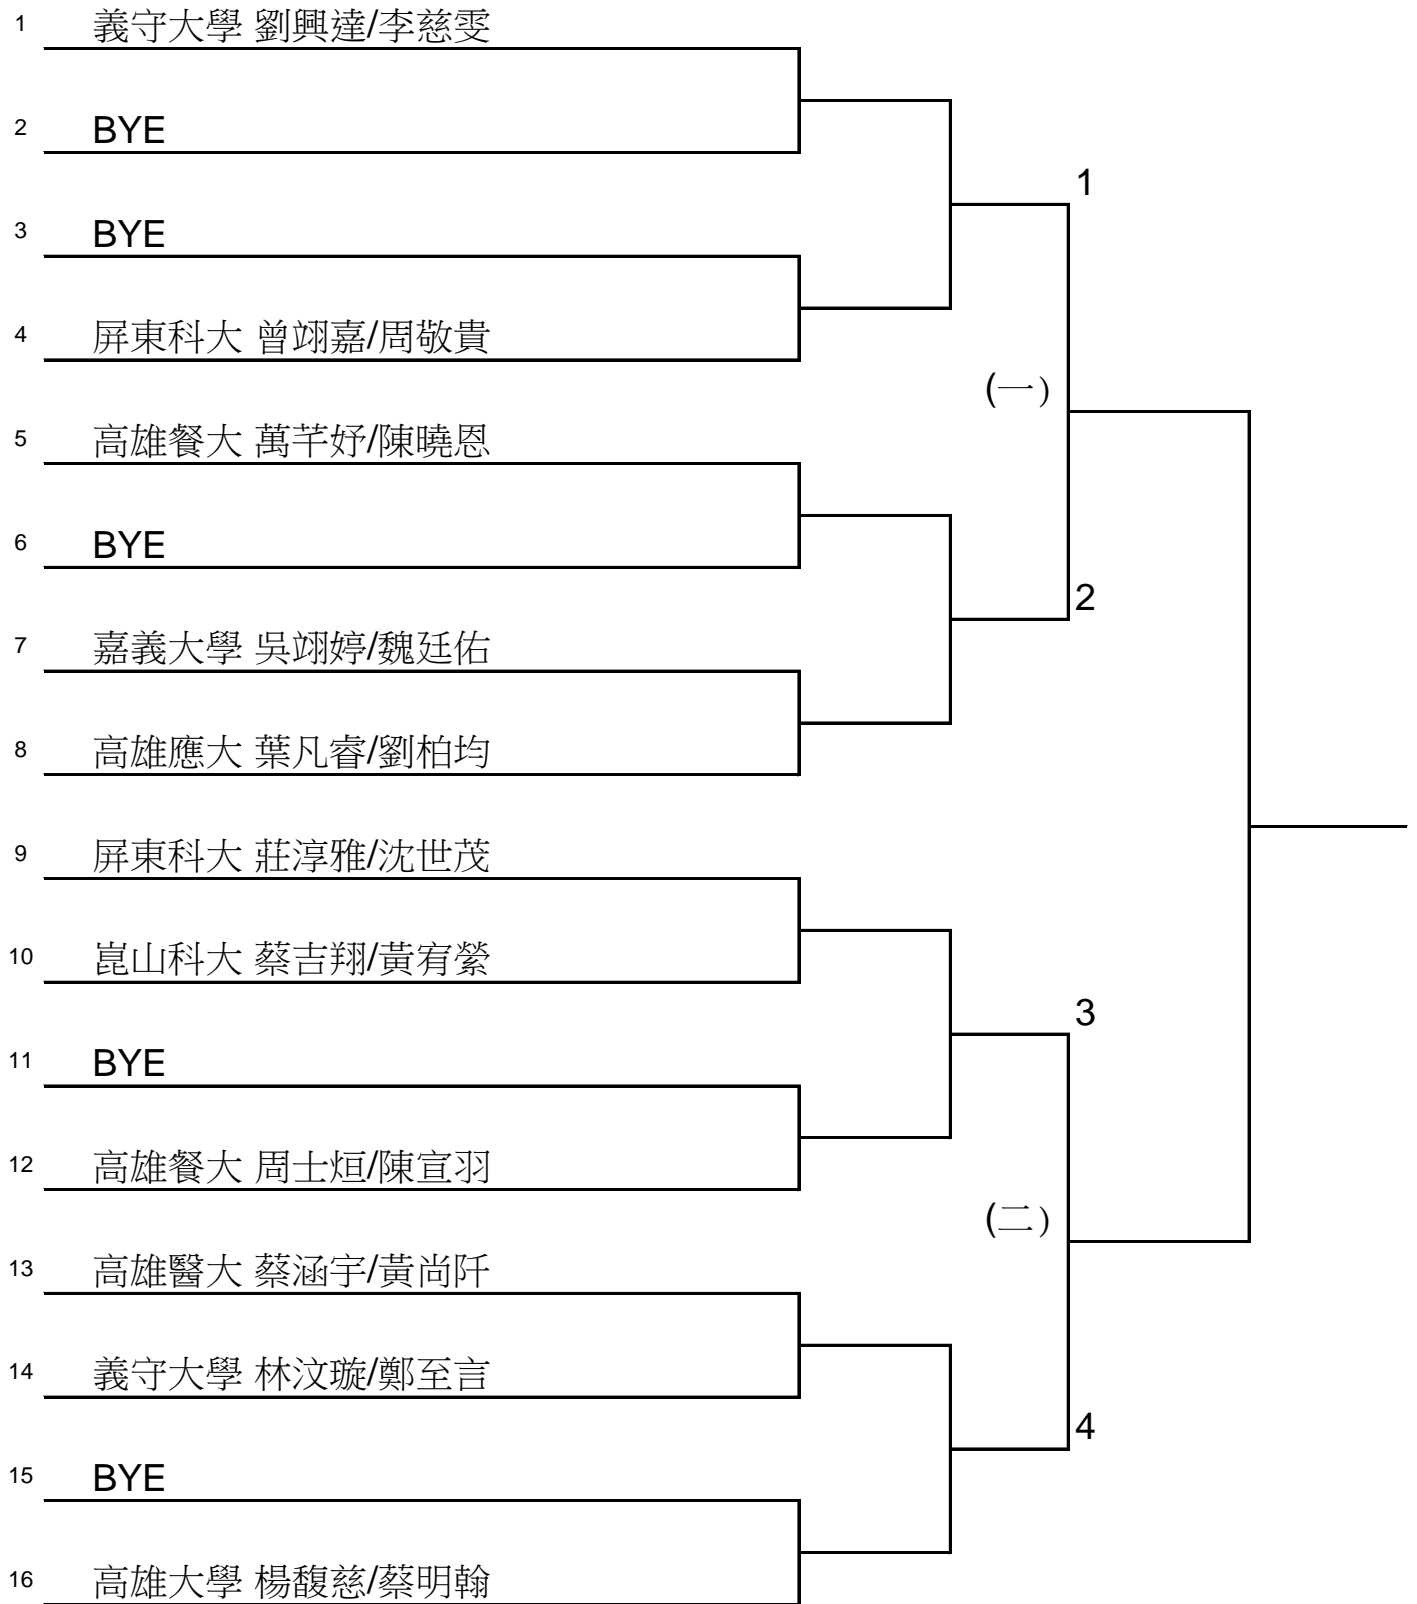 1 義守大學 劉興達/李慈雯
2 BYE
1
3 BYE
4 屏東科大 曾翊嘉/周敬貴
(一)
5 高雄餐大 萬芊妤/陳曉恩
6 BYE
2
7 嘉義大學 吳翊婷/魏廷佑
8 高雄應大 葉凡睿/劉柏均
9 屏東科大 莊淳雅/沈世茂
10 崑山科大 蔡吉翔/黃宥縈
3
11 BYE
12 高雄餐大 周士烜/陳宣羽
(二)
13 高雄醫大 蔡涵宇/黃尚阡
14 義守大學 林汶璇/鄭至言
4
15 BYE
16 高雄大學 楊馥慈/蔡明翰